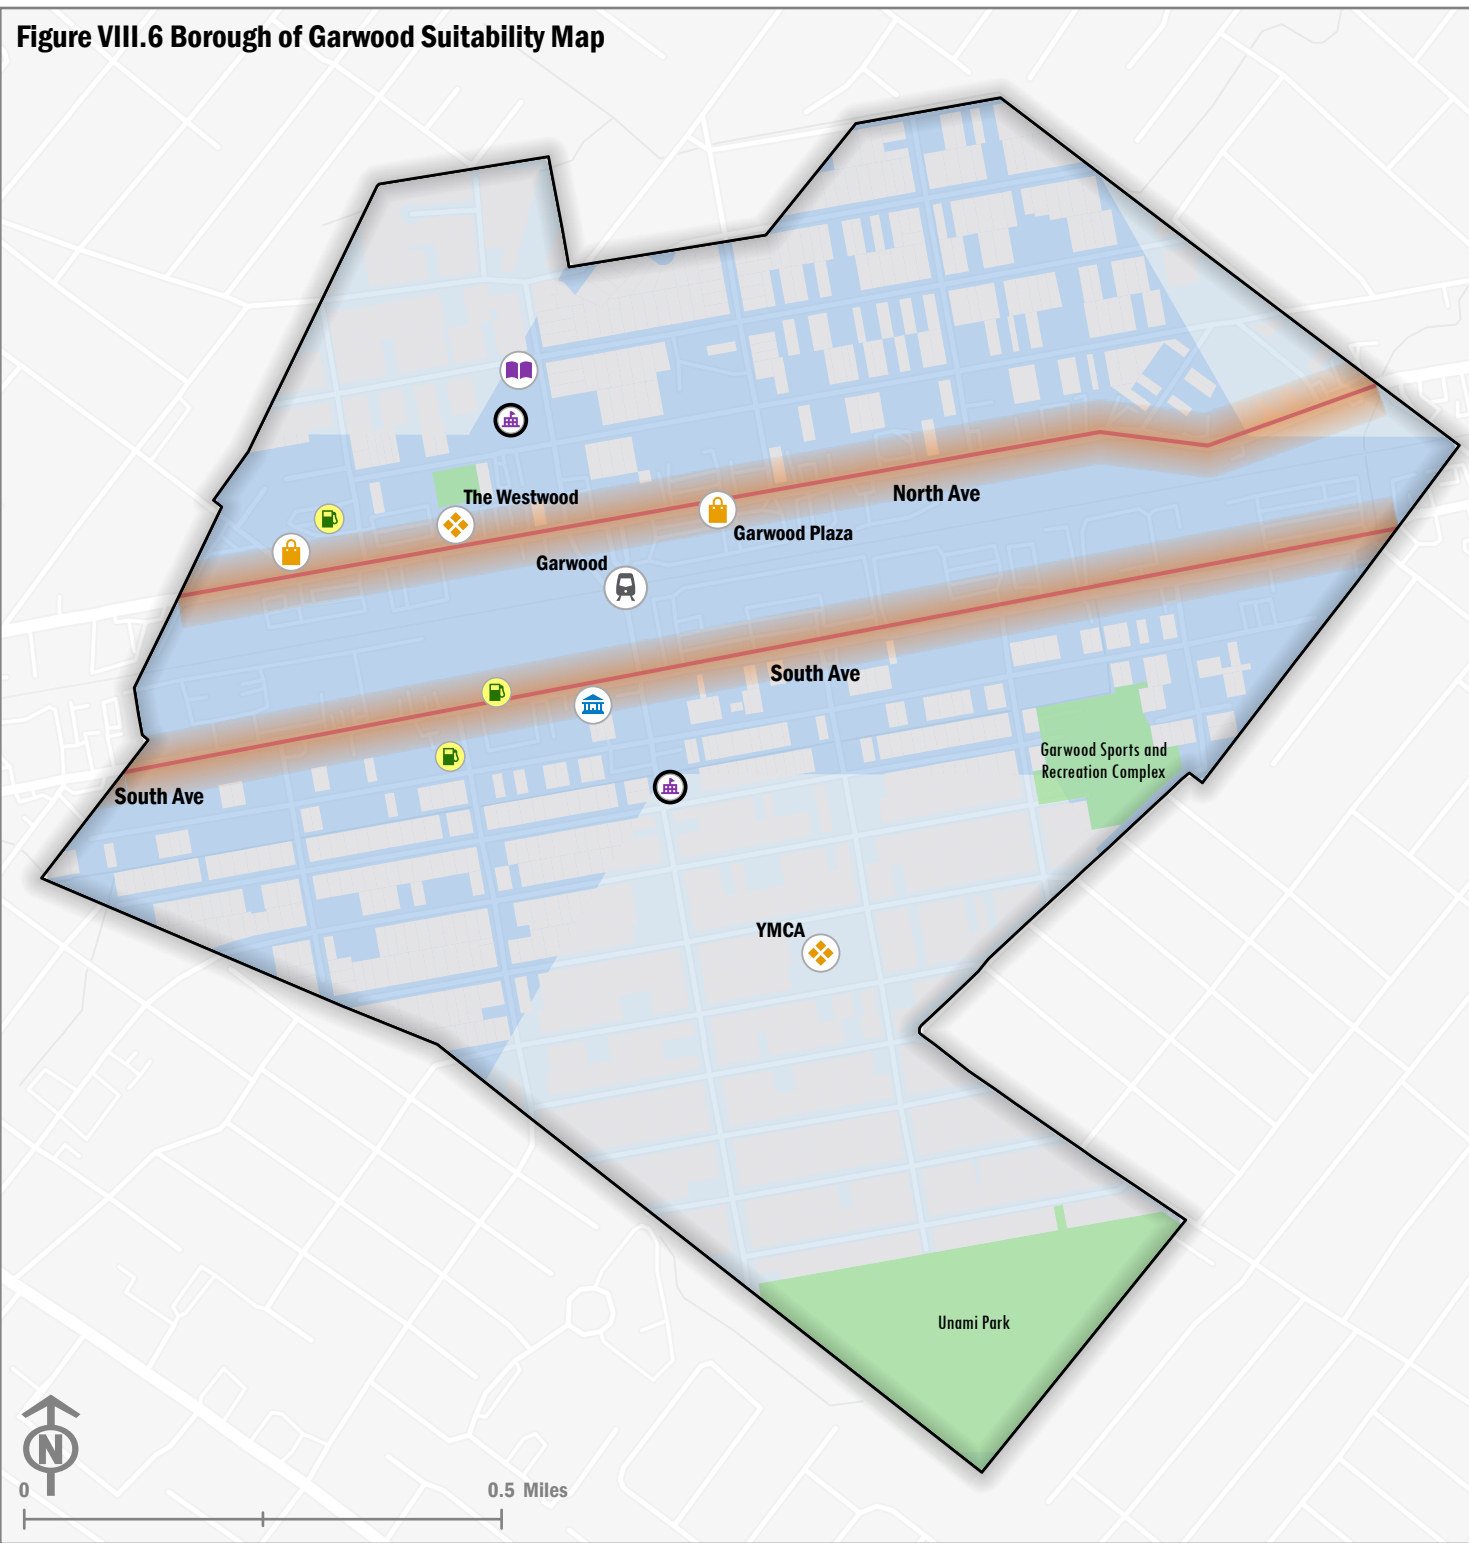 Figure VIII.6 Borough of Garwood Suitability Map
The Westwood
North Ave
Garwood Plaza
Garwood
South Ave
Garwood Sports and
Recreation Complex
South Ave
YMCA
Unami Park
N
0
0.5 Miles